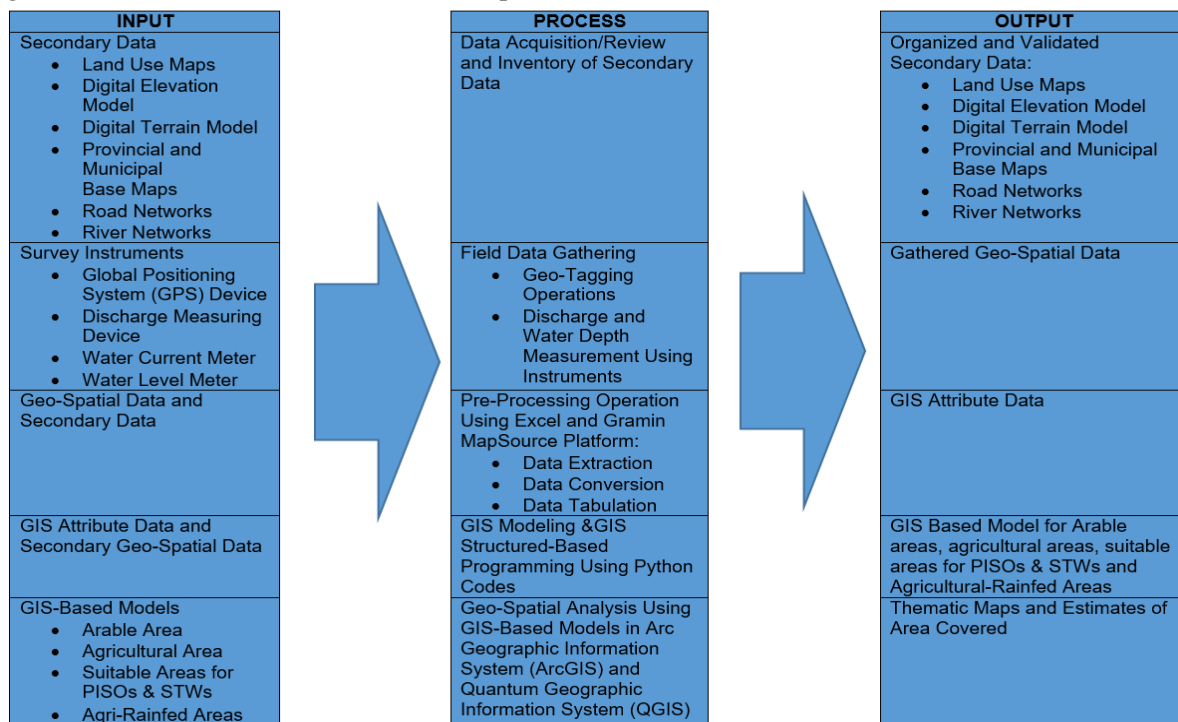 INPUT
Secondary Data
• Land Use Maps
• Digital Elevation
Model
• Digital Terrain Model
• Provincial and
Municipal
Base Maps
• Road Networks
• River Networks
Survey Instruments
• Global Positioning
System (GPS) Device
• Discharge Measuring
Device
• Water Current Meter
• Water Level Meter
Geo-Spatial Data and
Secondary Data
GIS Attribute Data and
Secondary Geo-Spatial Data
GIS-Based Models
• Arable Area
• Agricultural Area
• Suitable Areas for
PISOs & STWs
• Agri-Rainfed Areas
PROCESS
Data Acquisition/Review
and Inventory of Secondary
Data
Field Data Gathering
• Geo-Tagging
Operations
• Discharge and
Water Depth
Measurement Using
Instruments
Pre-Processing Operation
Using Excel and Gramin
MapSource Platform:
• Data Extraction
• Data Conversion
• Data Tabulation
GIS Modeling &GIS
Structured-Based
Programming Using Python
Codes
Geo-Spatial Analysis Using
GIS-Based Models in Arc
Geographic Information
System (ArcGIS) and
Quantum Geographic
Information System (QGIS)
OUTPUT
Organized and Validated
Secondary Data:
• Land Use Maps
• Digital Elevation Model
• Digital Terrain Model
• Provincial and Municipal
Base Maps
• Road Networks
• River Networks
Gathered Geo-Spatial Data
GIS Attribute Data
GIS Based Model for Arable
areas, agricultural areas, suitable
areas for PISOs & STWs and
Agricultural-Rainfed Areas
Thematic Maps and Estimates of
Area Covered